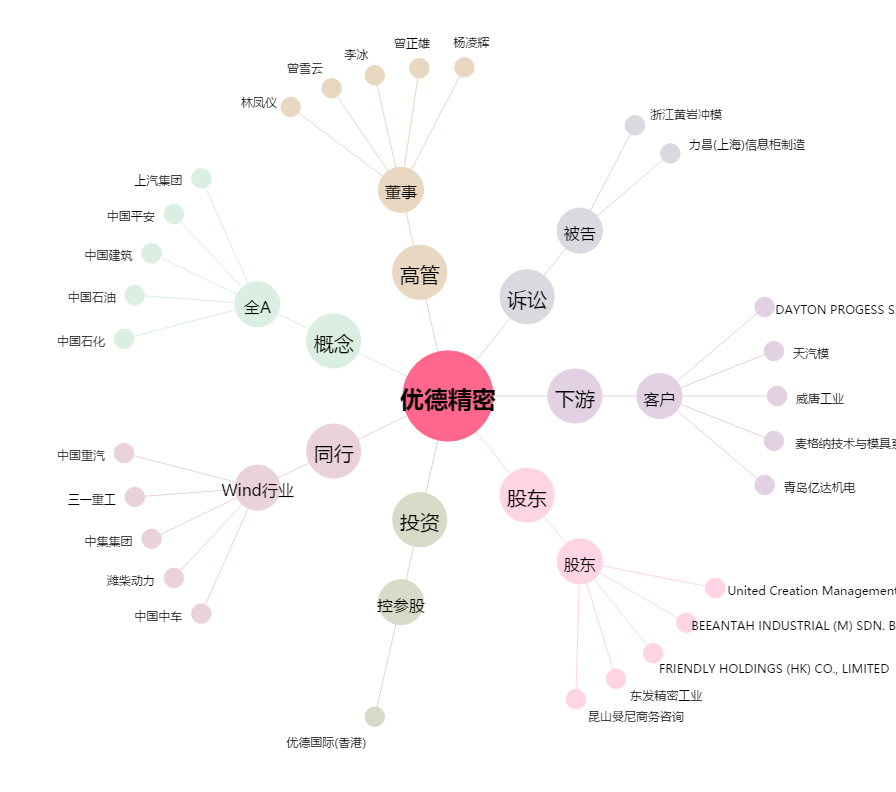 杨凌辉
曾正雄
李冰
曾雪云
林凤仪
董事
高管
浙江黄岩冲模
力昌(上海)信息柜制造
被告
诉讼
上汽集团
中国平安
中国建筑
中国石油
中国石化
全A
概念
DAYTON PROGESS S
天汽模
威唐工业
麦格纳技术与模具
青岛亿达机电
客户
下游
优德精密
同行
Wind行业
中国重汽
三一重工
中集集团
潍柴动力
中国中车
投资
控参股
优德国际(香港)
股东
股东
United Creation Management
BEEANTAH INDUSTRIAL (M) SDN. B
FRIENDLY HOLDINGS (HK) CO., LIMITED
东发精密工业
昆山曼尼商务咨询